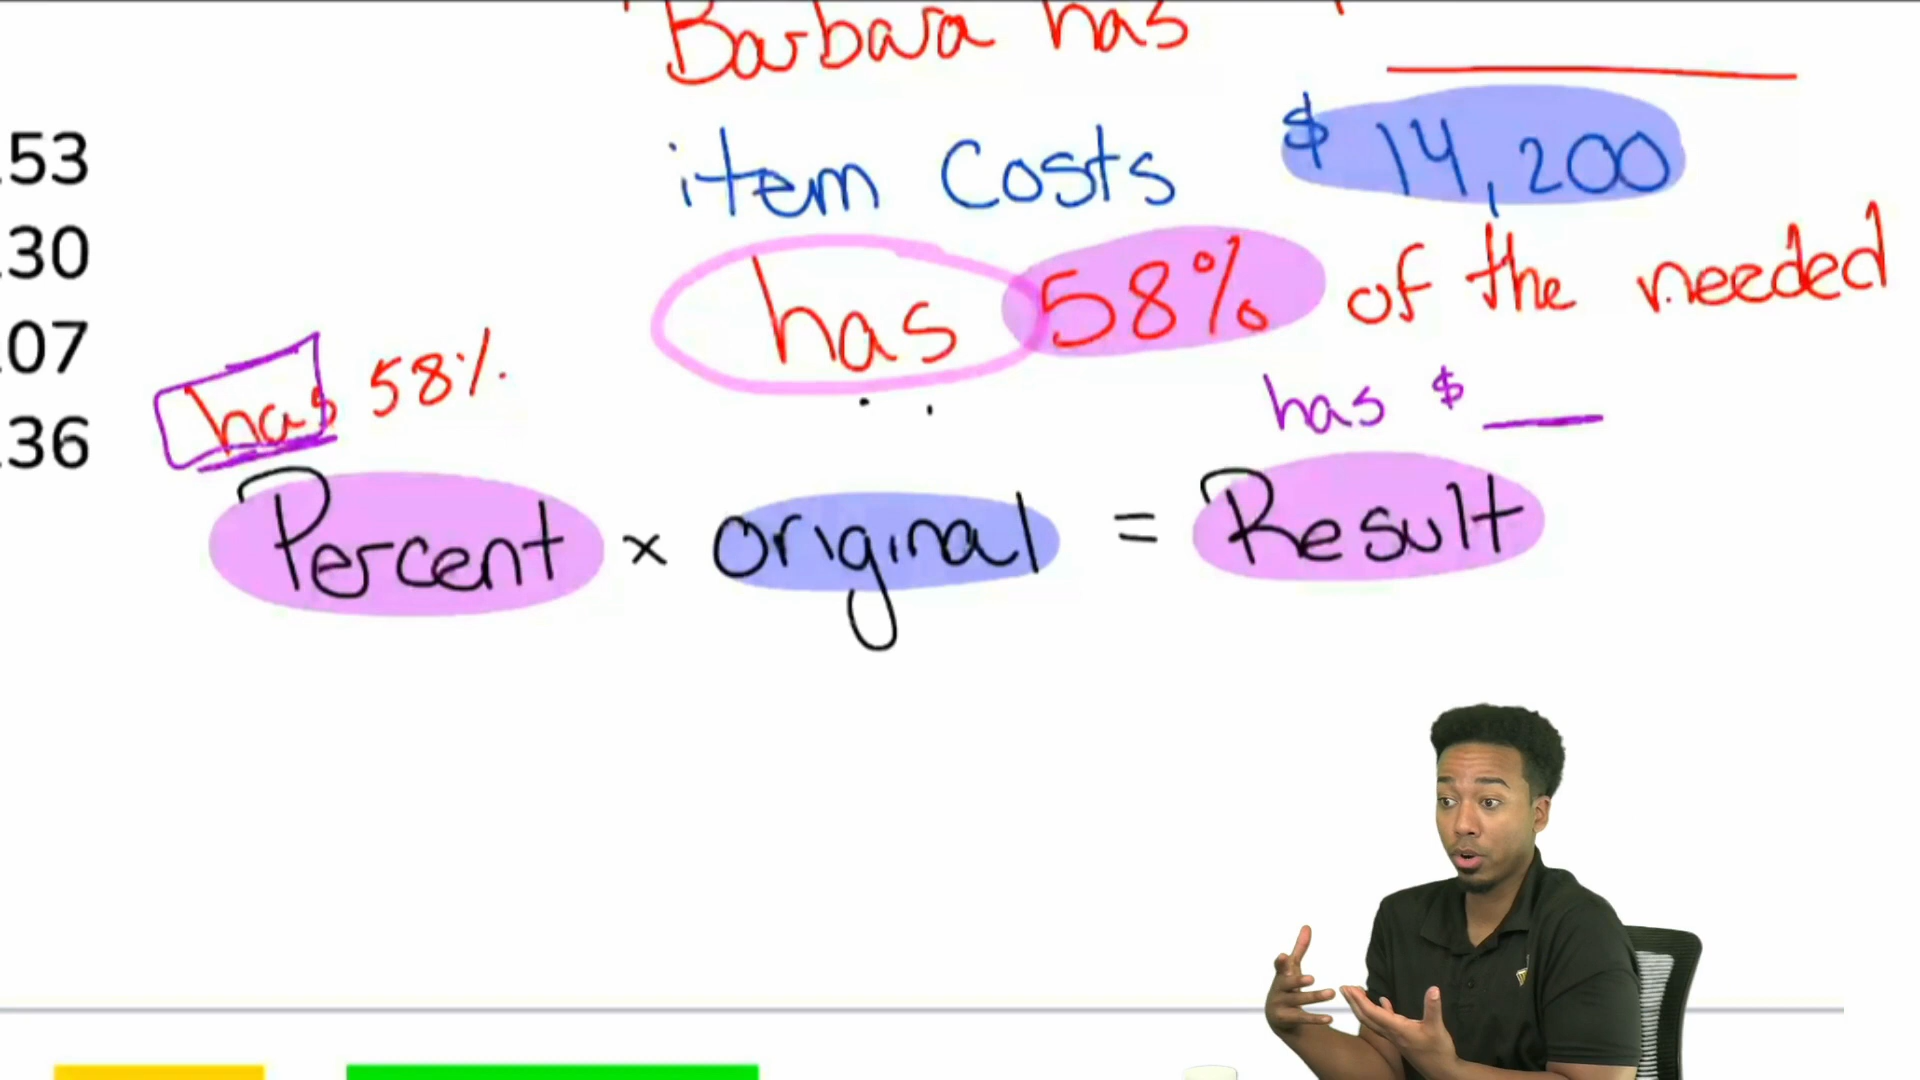 Barbara has
item costs $ 14,200
.53
.30
has 58% of the needed
.07
has 58%
has $
.36
Percent x original = Result